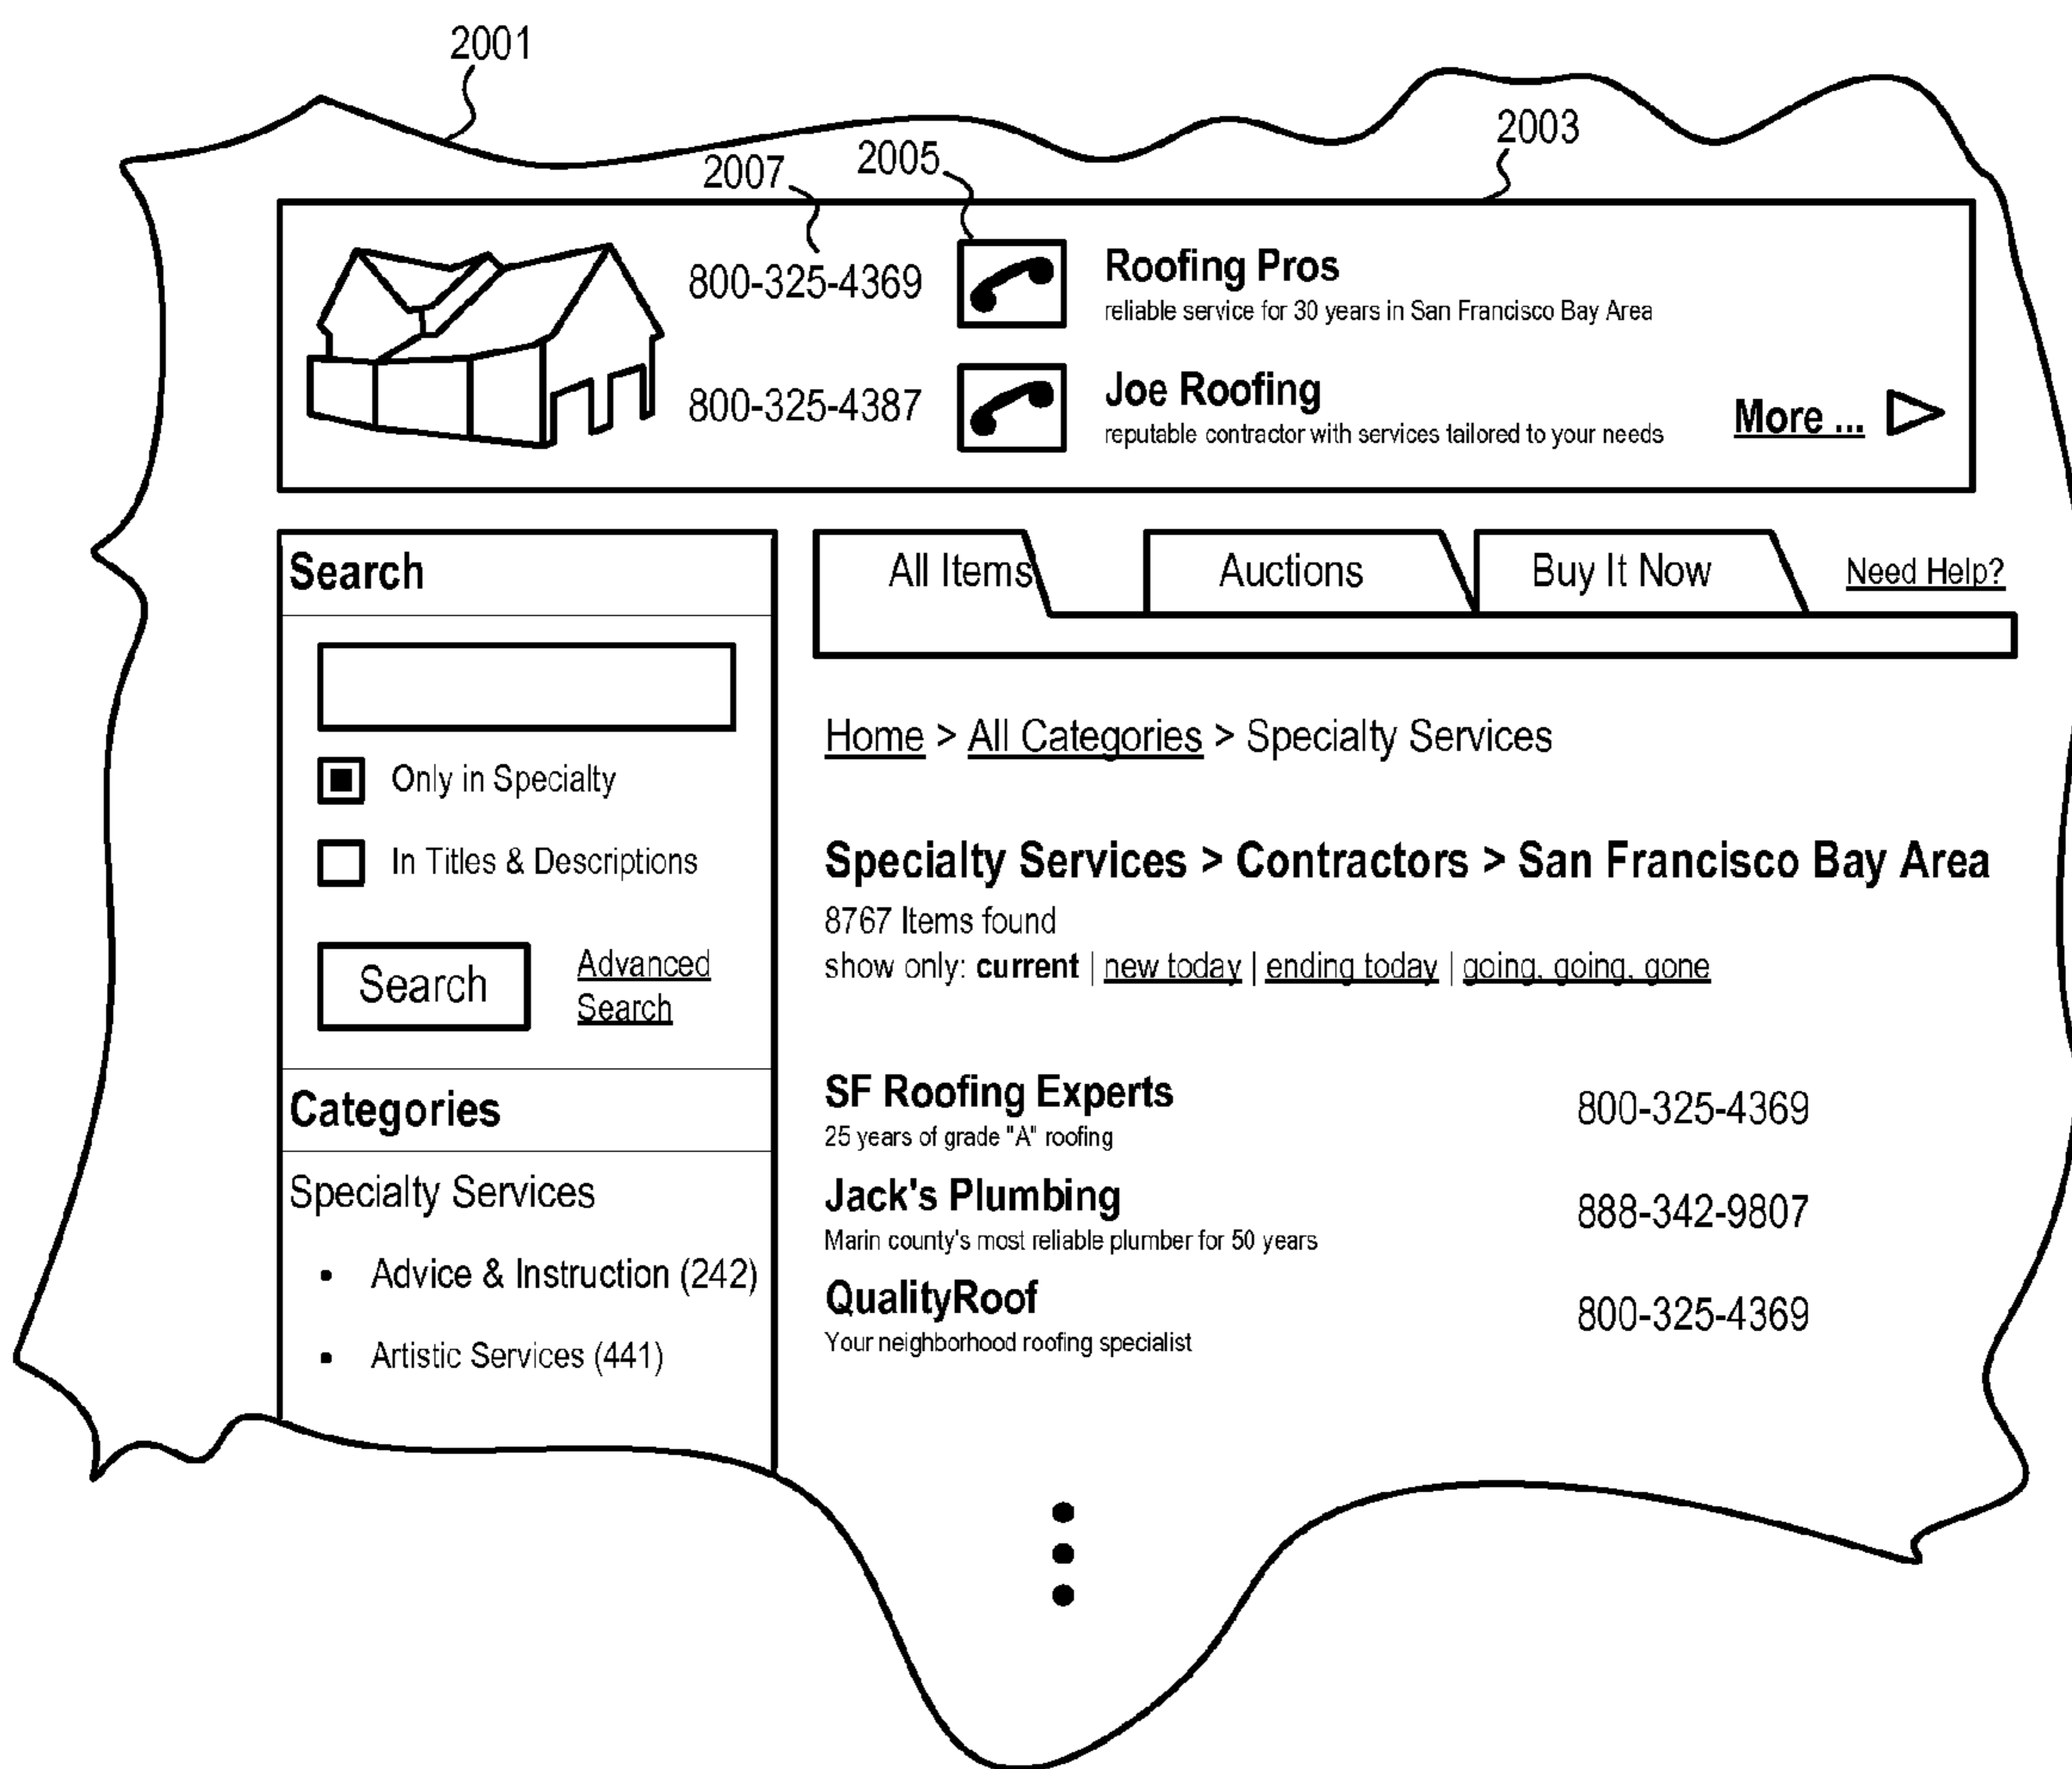 2001
2003
2007
2005
800-325-4369
Roofing Pros
reliable service for 30 years in San Francisco Bay Area
800-325-4387
Joe Roofing
reputable contractor with services tailored to your needs
More ...
Search
Only in Specialty
In Titles & Descriptions
Search
Advanced
Search
Categories
Specialty Services
• Advice & Instruction (242)
• Artistic Services (441)
All Items
Auctions
Buy It Now
Need Help?
Home > All Categories > Specialty Services
Specialty Services > Contractors > San Francisco Bay Area
8767 Items found
show only: current | new today | ending today | going, going, gone
SF Roofing Experts
25 years of grade "A" roofing
800-325-4369
Jack's Plumbing
Marin county's most reliable plumber for 50 years
888-342-9807
QualityRoof
Your neighborhood roofing specialist
800-325-4369